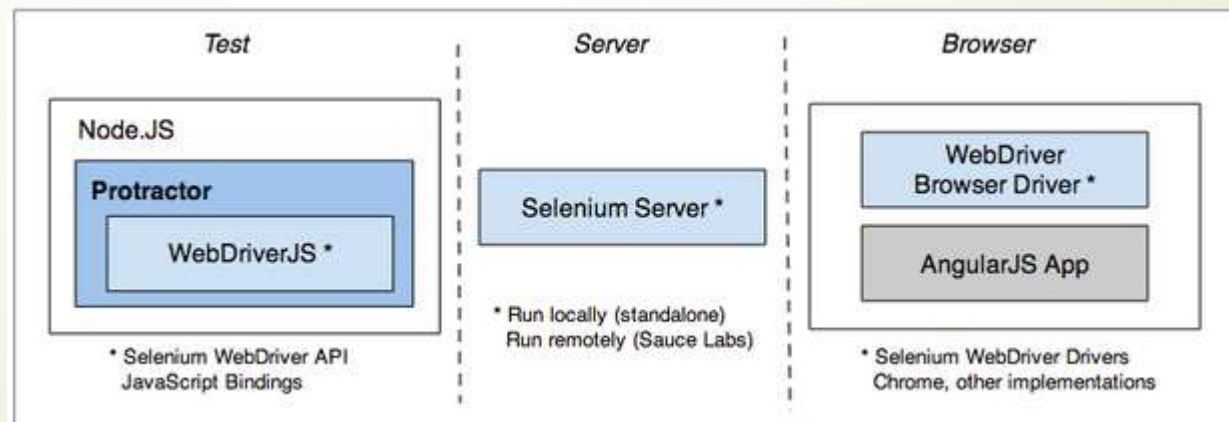 Test
Node.JS
Protractor
WebDriverJS *
* Selenium WebDriver API
JavaScript Bindings
Server
Selenium Server *
* Run locally (standalone)
Run remotely (Sauce Labs)
Browser
WebDriver
Browser Driver *
AngularJS App
* Selenium WebDriver Drivers
Chrome, other implementations